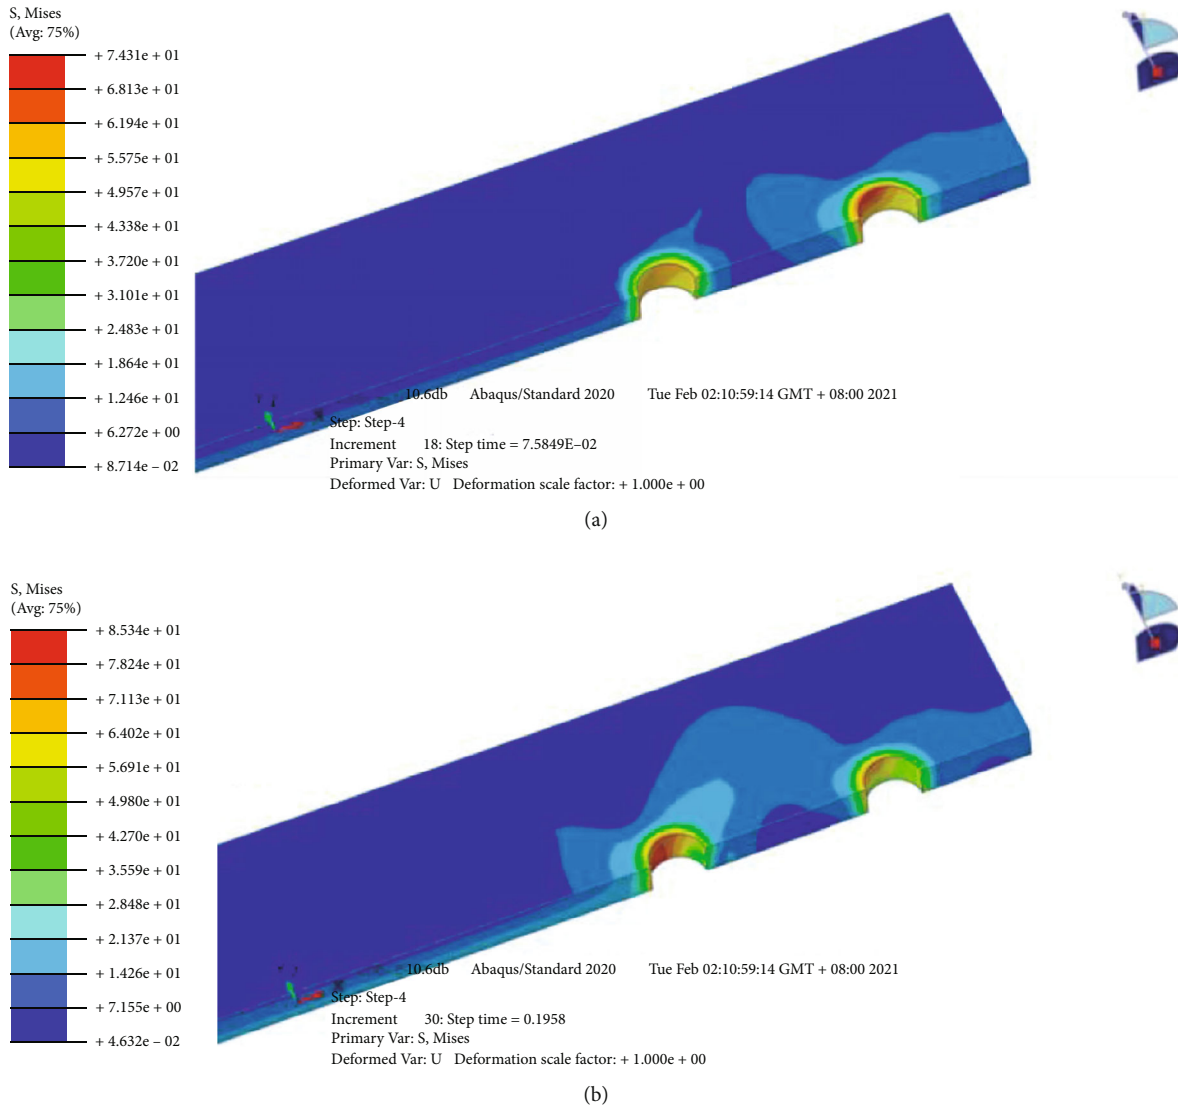 S, Mises
(Avg: 75%)
+ 7.431e + 01
+ 6.813e + 01
+ 6.194e + 01
+ 5.575e + 01
+ 4.957e + 01
+ 4.338e + 01
+ 3.720e + 01
+ 3.101e + 01
+ 2.483e + 01
+ 1.864e + 01
+ 1.246e + 01
+ 6.272e + 00
+ 8.714e – 02
10.6db Abaqus/Standard 2020 Tue Feb 02:10:59:14 GMT + 08:00 2021
Step: Step-4
Increment 18: Step time = 7.5849E–02
Primary Var: S, Mises
Deformed Var: U Deformation scale factor: + 1.000e + 00
(a)
S, Mises
(Avg: 75%)
+ 8.534e + 01
+ 7.824e + 01
+ 7.113e + 01
+ 6.402e + 01
+ 5.691e + 01
+ 4.980e + 01
+ 4.270e + 01
+ 3.559e + 01
+ 2.848e + 01
+ 2.137e + 01
+ 1.426e + 01
+ 7.155e + 00
+ 4.632e – 02
10.6db Abaqus/Standard 2020 Tue Feb 02:10:59:14 GMT + 08:00 2021
Step: Step-4
Increment 30: Step time = 0.1958
Primary Var: S, Mises
Deformed Var: U Deformation scale factor: + 1.000e + 00
(b)